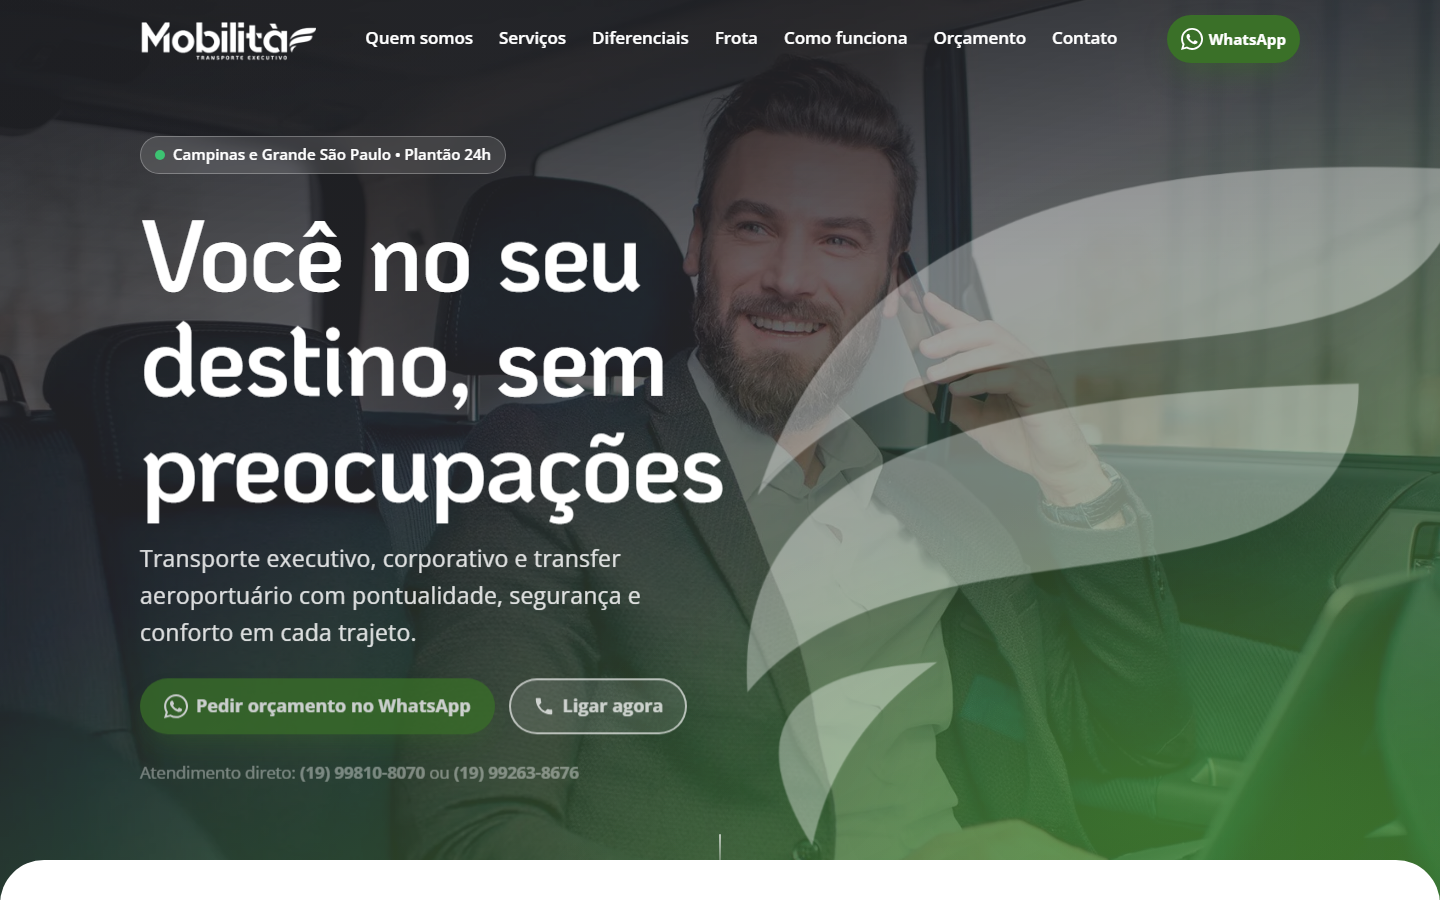 Mobilità
TRANSPORTE EXECUTIVO
Quem somos
Serviços
Diferenciais
Frota
Como funciona
Orçamento
Contato
WhatsApp
Campinas e Grande São Paulo • Plantão 24h
Você no seu
destino, sem
preocupações
Transporte executivo, corporativo e transfer
aeroportuário com pontualidade, segurança e
conforto em cada trajeto.
Pedir orçamento no WhatsApp
Ligar agora
Atendimento direto: (19) 99810-8070 ou (19) 99263-8676